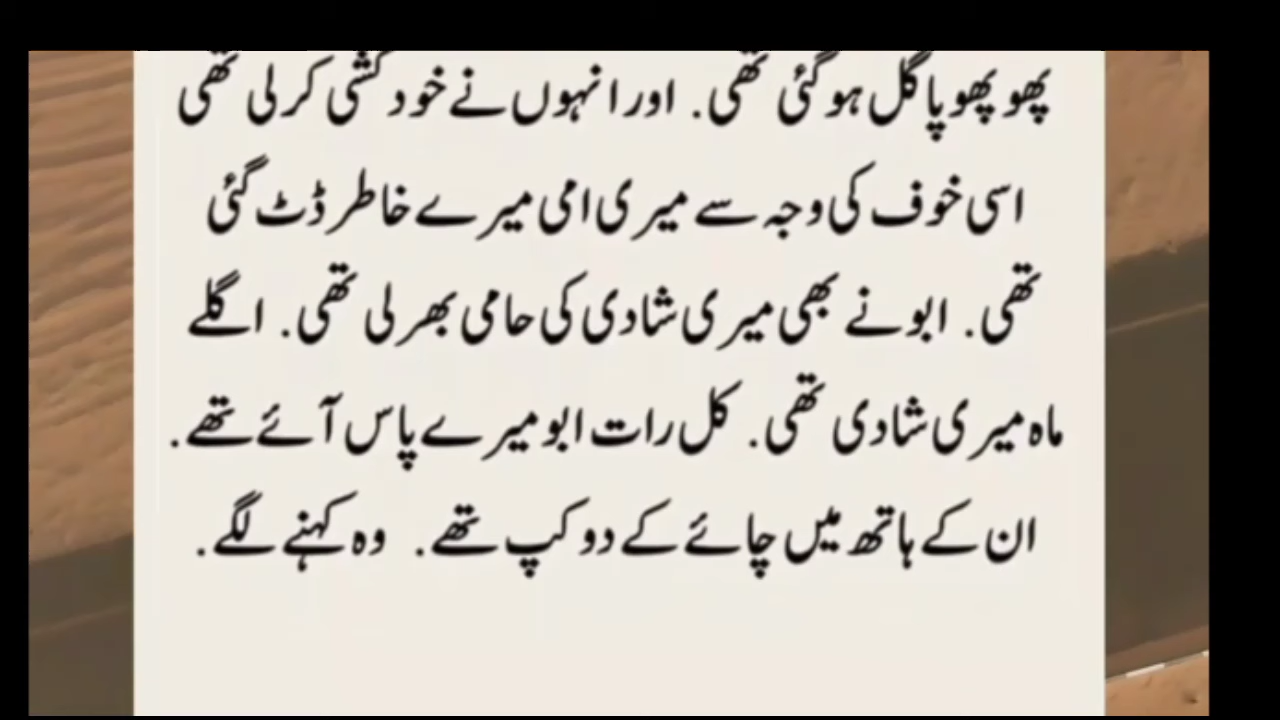 پھوپھو پاگل ہو گئی تھی. اور انہوں نے خود کشی کر لی تھی
اسی خوف کی وجہ سے میری امی میرے خاطر ڈٹ گئی
تھی. ابو نے بھی میری شادی کی حامی بھر لی تھی. اگلے
ماہ میری شادی تھی. کل رات ابو میرے پاس آئے تھے.
ان کے ہاتھ میں چائے کے دو کپ تھے. وہ کہنے لگے.